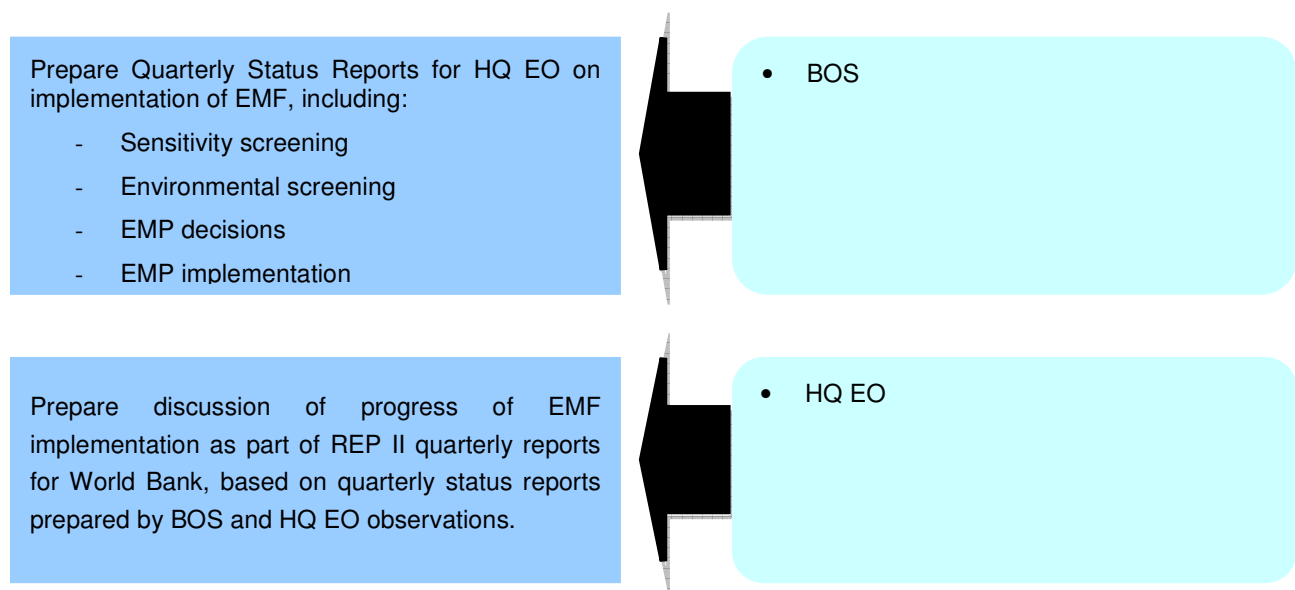 Prepare Quarterly Status Reports for HQ EO on
implementation of EMF, including:
- Sensitivity screening
- Environmental screening
- EMP decisions
- EMP implementation
• BOS
Prepare discussion of progress of EMF
implementation as part of REP II quarterly reports
for World Bank, based on quarterly status reports
prepared by BOS and HQ EO observations.
• HQ EO